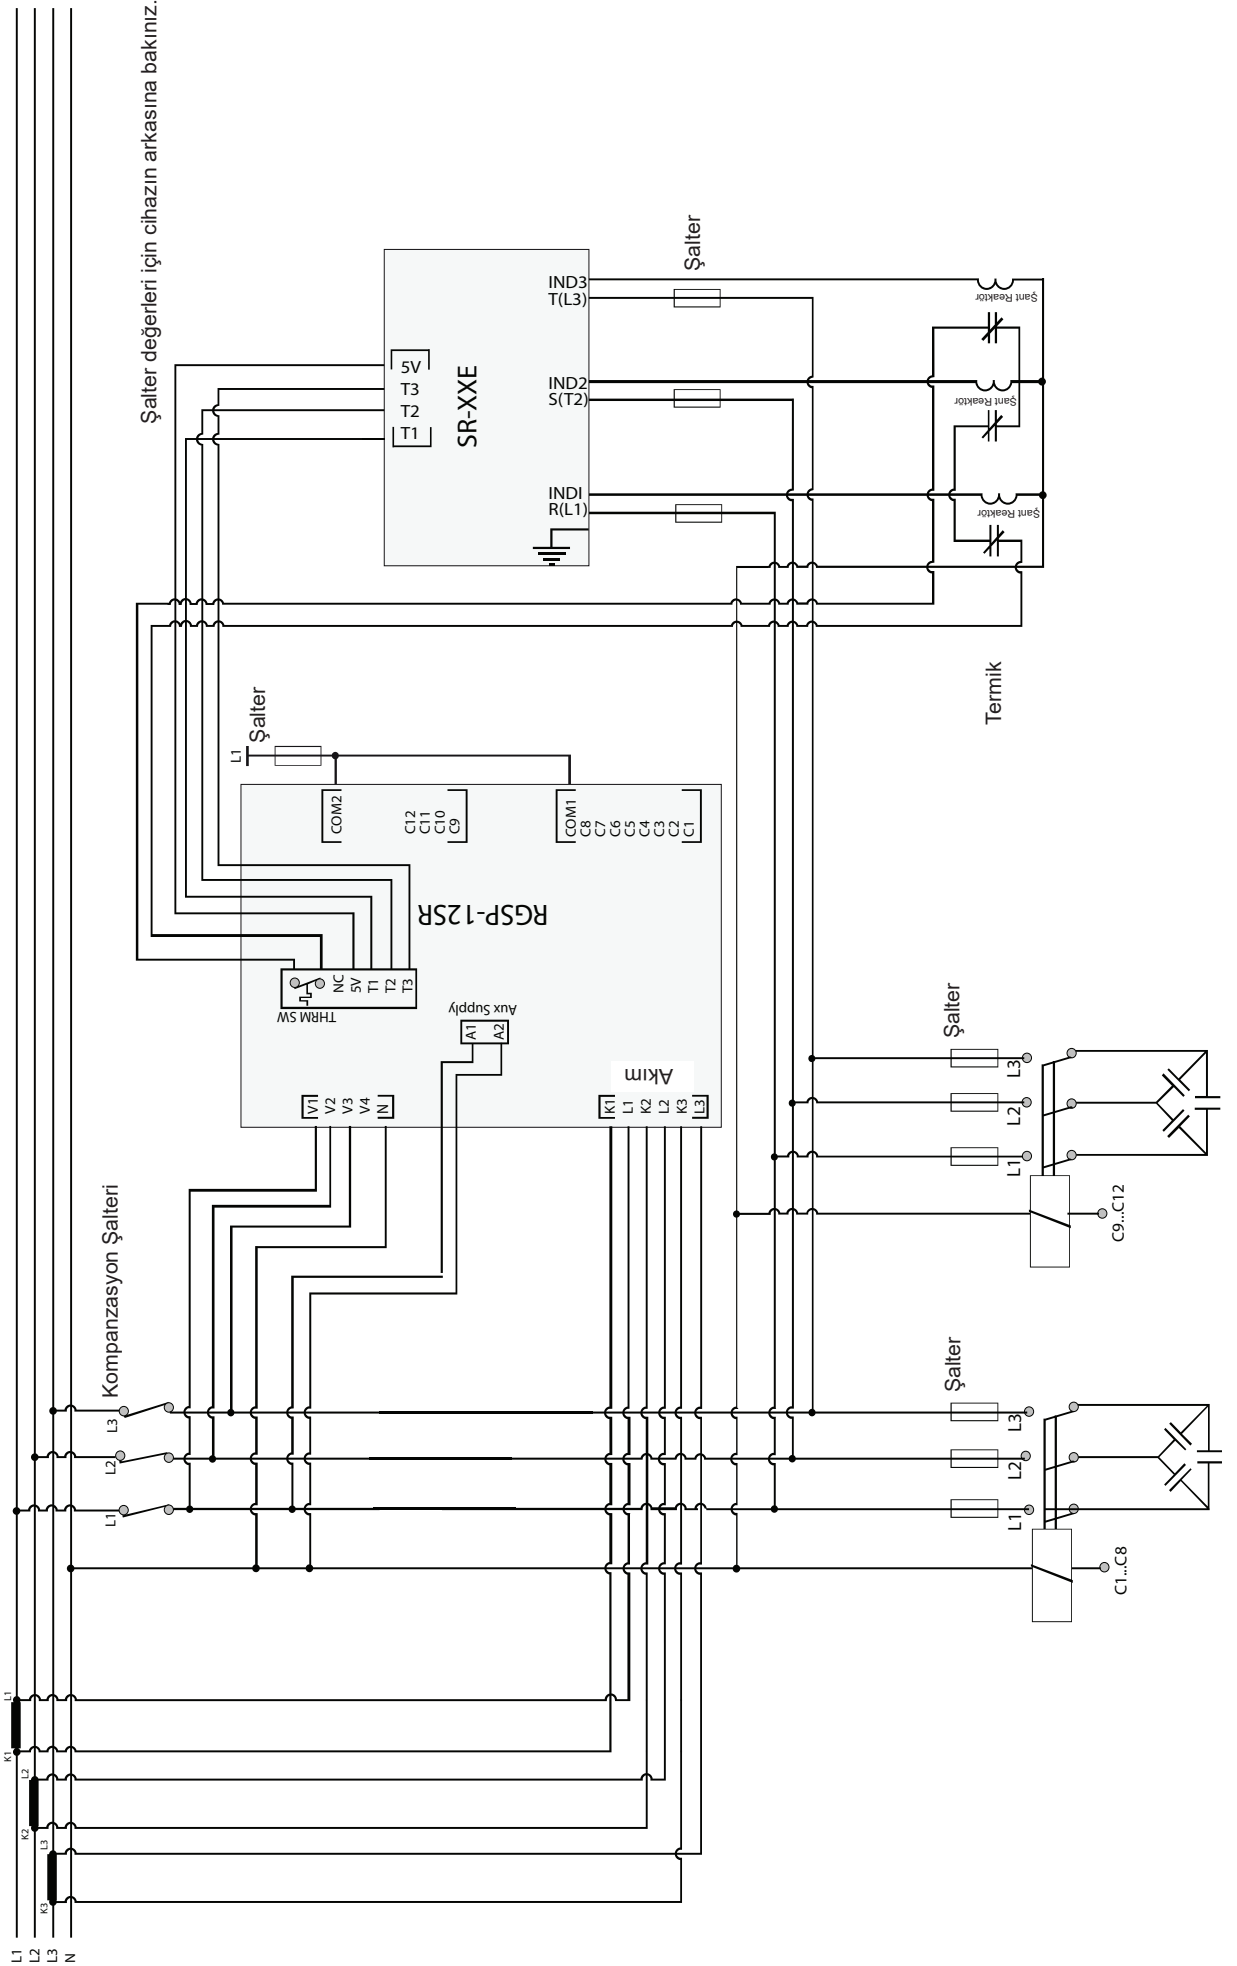 Şalter değerleri için cihazın arkasına bakınız.
5V
T3
T2
T1
SR-XXE
IND3
T(L3)
IND2
S(T2)
INDI
R(L1)
Şalter
Şant Reaktör
Şant Reaktör
Şant Reaktör
Termik
L1
Şalter
COM2
C12
C11
C10
C9
COM1
C8
C7
C6
C5
C4
C3
C2
C1
RGSP-12SR
THRM SW
NC
5V
T1
T2
T3
Aux Supply
A1
A2
Akım
V1
V2
V3
V4
N
K1
L1
K2
L2
K3
L3
Şalter
L3
L2
L1
C9...C12
Kompanzasyon Şalteri
L3
L2
L1
Şalter
L3
L2
L1
C1...C8
L1
K1
L2
K2
L3
K3
L1
L2
L3
N